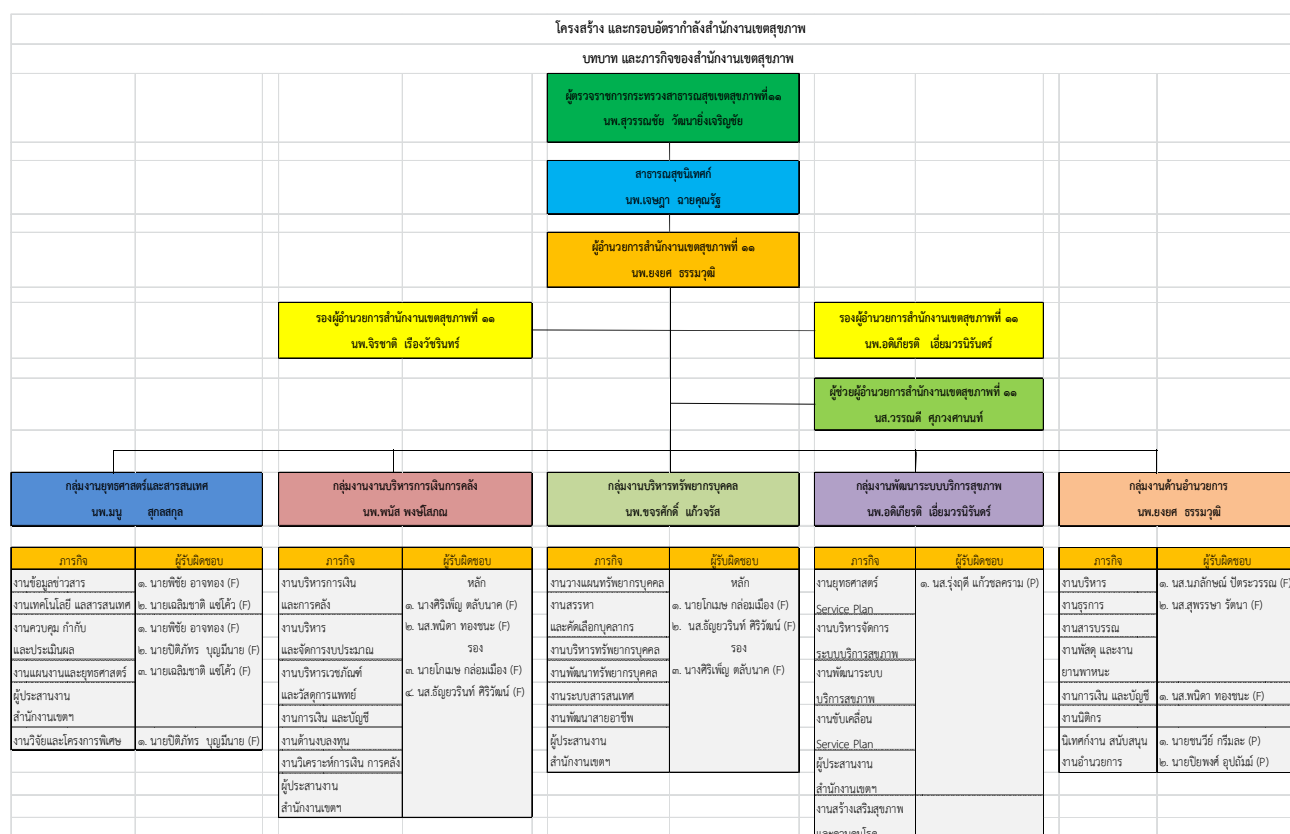 โครงสร้าง และกรอบอัตรากำลังสำนักงานเขตสุขภาพ
บทบาท และภารกิจของสำนักงานเขตสุขภาพ
ผู้ตรวจราชการกระทรวงสาธารณสุขเขตสุขภาพที่๑๑
นพ.สุวรรณชัย วัฒนายิ่งเจริญชัย
สาธารณสุขนิเทศก์
นพ.เจษฎา ฉายคุณรัฐ
ผู้อำนวยการสำนักงานเขตสุขภาพที่ ๑๑
นพ.ยงยศ ธรรมวุฒิ
รองผู้อำนวยการสำนักงานเขตสุขภาพที่ ๑๑
นพ.จิรชาติ เรืองวัชรินทร์
รองผู้อำนวยการสำนักงานเขตสุขภาพที่ ๑๑
นพ.อดิเกียรติ เอี่ยมวรนิรันดร์
ผู้ช่วยผู้อำนวยการสำนักงานเขตสุขภาพที่ ๑๑
นส.วรรณดี ศุภวงศานนท์
กลุ่มงานยุทธศาสตร์และสารสนเทศ
นพ.มนู สุกลสกุล
กลุ่มงานงานบริหารการเงินการคลัง
นพ.พนัส พงษ์โสภณ
กลุ่มงานบริหารทรัพยากรบุคคล
นพ.ขจรศักดิ์ แก้วจรัส
กลุ่มงานพัฒนาระบบบริการสุขภาพ
นพ.อดิเกียรติ เอี่ยมวรนิรันดร์
กลุ่มงานด้านอำนวยการ
นพ.ยงยศ ธรรมวุฒิ
ภารกิจ
ผู้รับผิดชอบ
งานข้อมูลข่าวสาร
๑. นายพิชัย อาจทอง (F)
งานเทคโนโลยี แลสารสนเทศ
๒. นายเฉลิมชาติ แซ่โค้ว (F)
งานควบคุม กำกับ
๑. นายพิชัย อาจทอง (F)
และประเมินผล
๒. นายปิติภัทร บุญมีนาย (F)
งานแผนงานและยุทธศาสตร์
๓. นายเฉลิมชาติ แซ่โค้ว (F)
ผู้ประสานงาน
สำนักงานเขตฯ
งานวิจัยและโครงการพิเศษ
๑. นายปิติภัทร บุญมีนาย (F)
ภารกิจ
ผู้รับผิดชอบ
งานบริหารการเงิน
หลัก
และการคลัง
๑. นางศิริเพ็ญ ตลับนาค (F)
งานบริหาร
๒. นส.พนิดา ทองชนะ (F)
และจัดการงบประมาณ
รอง
งานบริหารเวชภัณฑ์
๓. นายโกเมษ กล่อมเมือง (F)
และวัสดุการแพทย์
๔. นส.ธัญยวรินท์ ศิริวัฒน์ (F)
งานการเงิน และบัญชี
งานด้านงบลงทุน
งานวิเคราะห์การเงิน การคลัง
ผู้ประสานงาน
สำนักงานเขตฯ
ภารกิจ
ผู้รับผิดชอบ
งานวางแผนทรัพยากรบุคคล
หลัก
งานสรรหา
๑. นายโกเมษ กล่อมเมือง (F)
และคัดเลือกบุคลากร
๒. นส.ธัญยวรินท์ ศิริวัฒน์ (F)
งานบริหารทรัพยากรบุคคล
รอง
งานพัฒนาทรัพยากรบุคคล
๓. นางศิริเพ็ญ ตลับนาค (F)
งานระบบสารสนเทศ
งานพัฒนาสายอาชีพ
ผู้ประสานงาน
สำนักงานเขตฯ
ภารกิจ
ผู้รับผิดชอบ
งานยุทธศาสตร์
๑. นส.รุ่งฤดี แก้วชลคราม (P)
Service Plan
งานบริหารจัดการ
ระบบบริการสุขภาพ
งานพัฒนาระบบ
บริการสุขภาพ
งานขับเคลื่อน
Service Plan
ผู้ประสานงาน
สำนักงานเขตฯ
งานสร้างเสริมสุขภาพ
และควบคุมโรค
ภารกิจ
ผู้รับผิดชอบ
งานบริหาร
๑. นส.นภลักษณ์ ปัตระวรรณ (F)
งานธุรการ
๒. นส.สุพรรษา รัตนา (F)
งานสารบรรณ
งานพัสดุ และงาน
ยานพาหนะ
งานการเงิน และบัญชี
๑. นส.พนิดา ทองชนะ (F)
งานนิติกร
นิเทศก์งาน สนับสนุน
๑. นายชนวีย์ กรีมละ (P)
งานอำนวยการ
๒. นายปิยพงศ์ อุปถัมม์ (P)